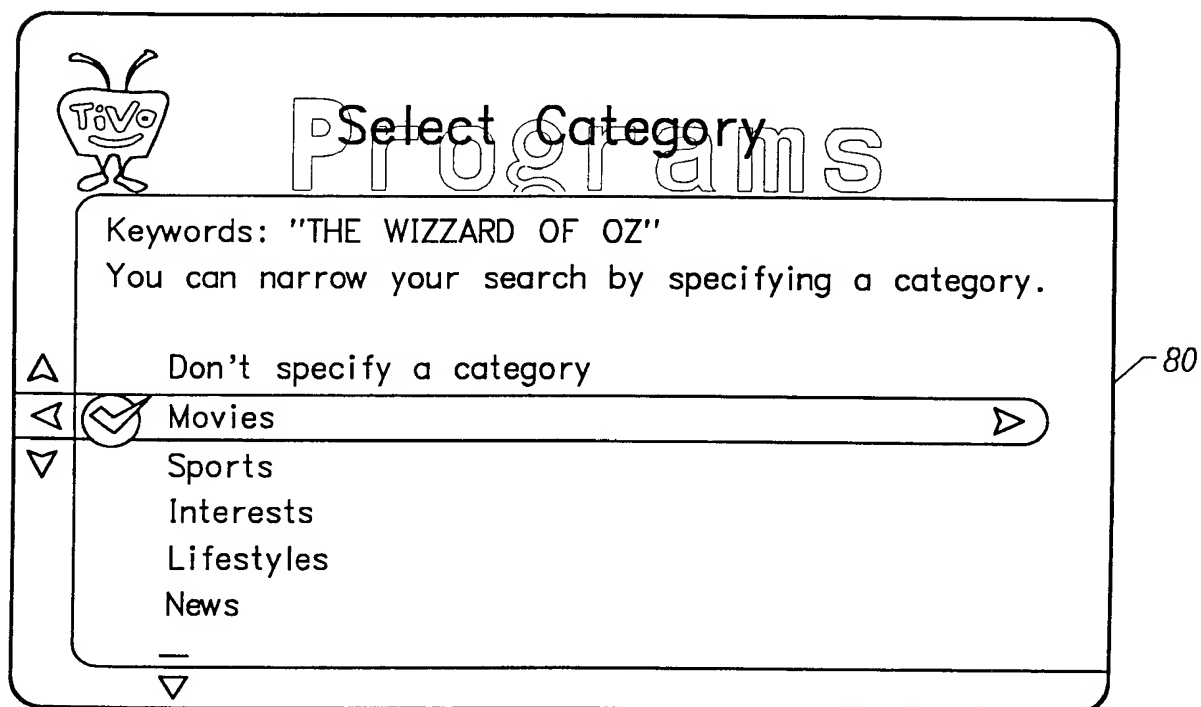 TiVo
Programs
Select Category
Keywords: "THE WIZZARD OF OZ"
You can narrow your search by specifying a category.
Don't specify a category
Movies
Sports
Interests
Lifestyles
News
80